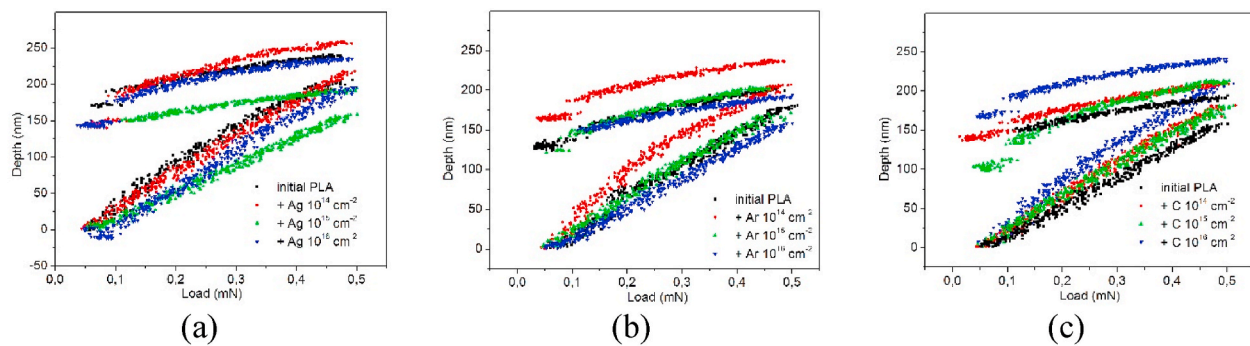 250
200
150
100
50
0
-50
Depth (nm)
0,0 0,1 0,2 0,3 0,4 0,5
Load (mN)
initial PLA
+ Ag 10¹⁴ cm⁻²
+ Ag 10¹⁵ cm⁻²
+ Ag 10¹⁶ cm⁻²
(a)
250
200
150
100
50
0
Depth (nm)
0,0 0,1 0,2 0,3 0,4 0,5
Load (mN)
initial PLA
+ Ar 10¹⁴ cm⁻²
+ Ar 10¹⁵ cm⁻²
+ Ar 10¹⁶ cm⁻²
(b)
250
200
150
100
50
0
Depth (nm)
0,0 0,1 0,2 0,3 0,4 0,5
Load (mN)
initial PLA
+ C 10¹⁴ cm⁻²
+ C 10¹⁵ cm⁻²
+ C 10¹⁶ cm⁻²
(c)